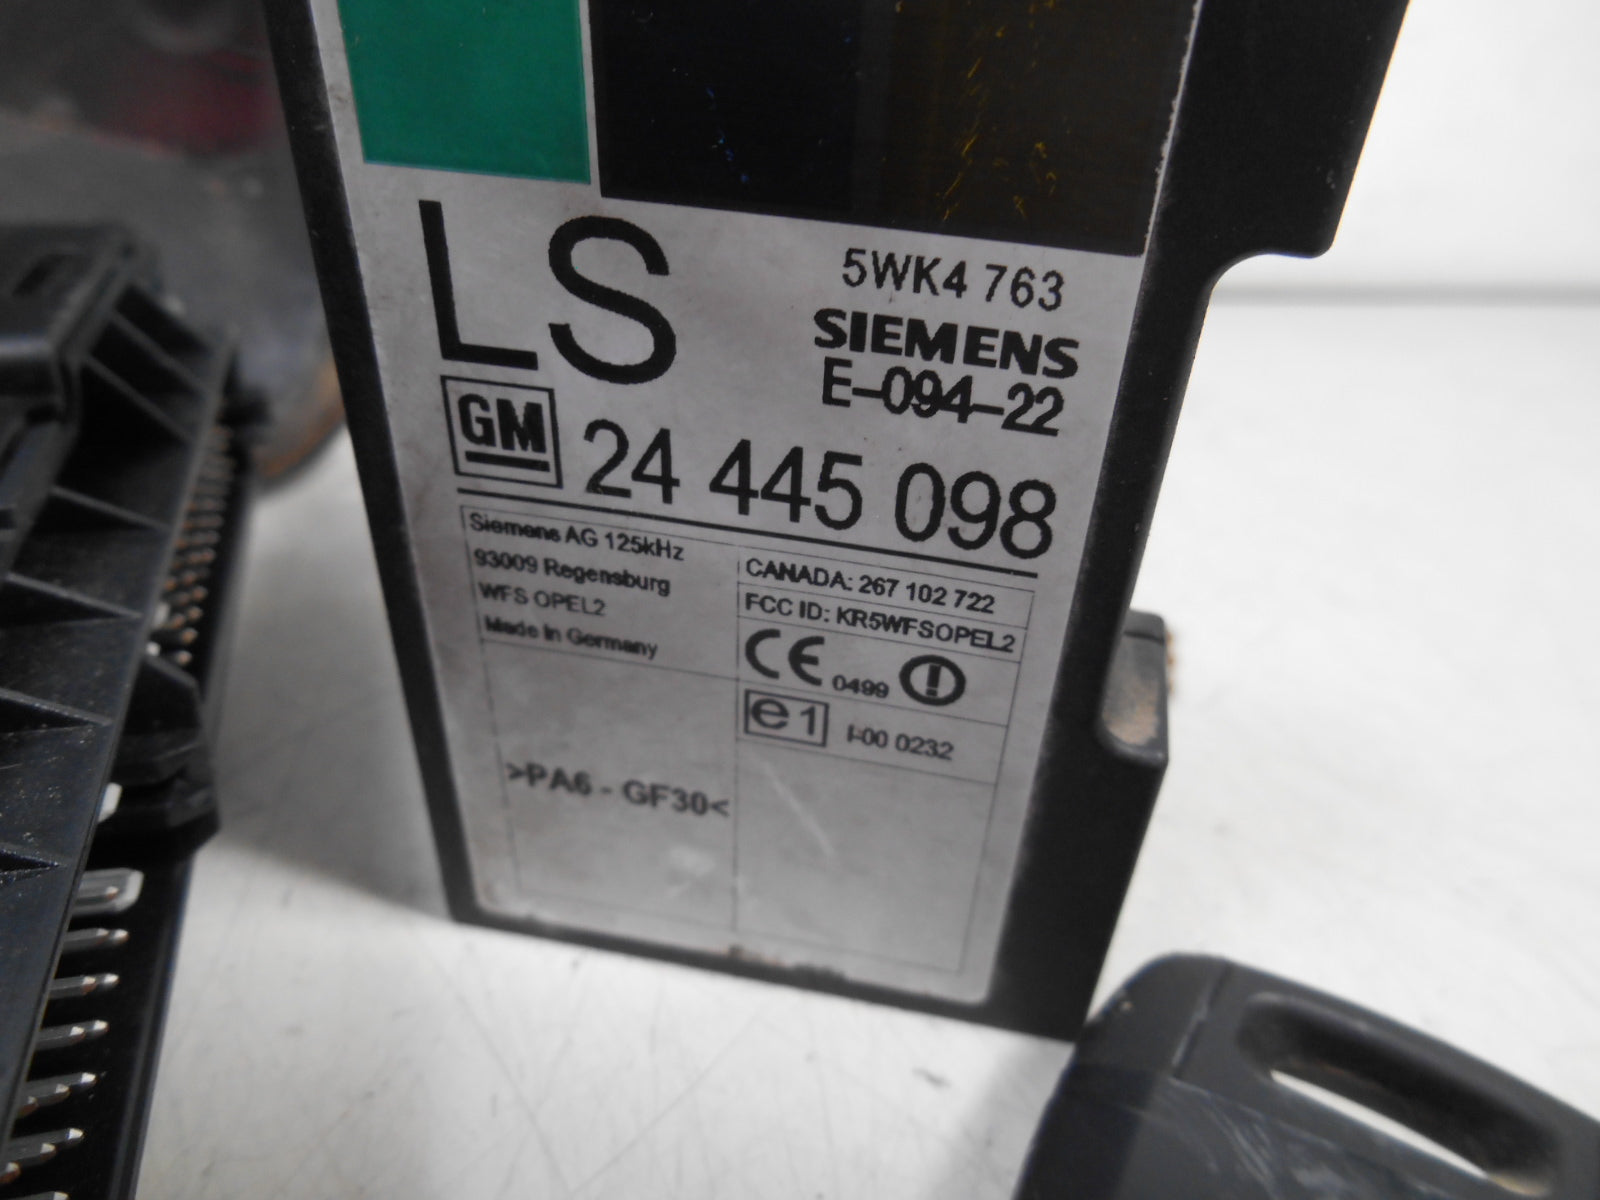 LS
5WK4 763
SIEMENS
E-094-22
GM
24 445 098
Siemens AG 125kHz
93009 Regensburg
WFS OPEL2
Made in Germany
CANADA: 267 102 722
FCC ID: KR5WFSOPEL2
CE 0499
e1 I-00 0232
>PA6 - GF30<